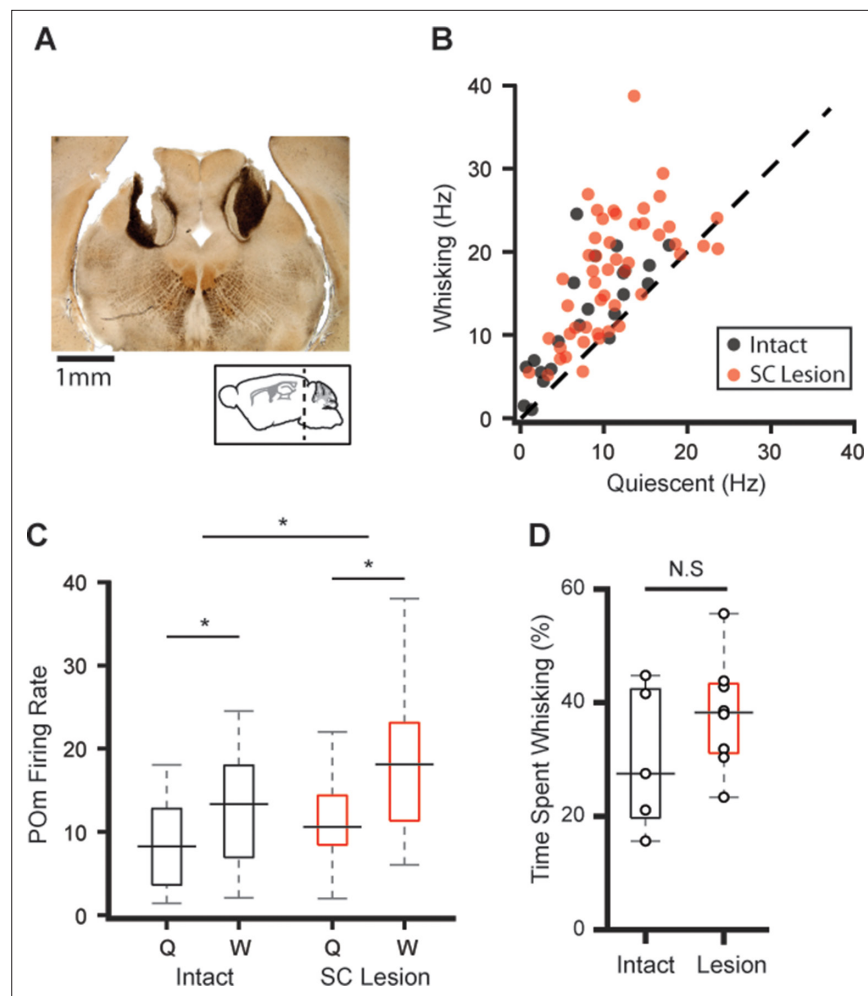 A
1mm
B
Whisking (Hz)
40
30
20
10
0
0 10 20 30 40
Quiescent (Hz)
Intact
SC Lesion
C
POm Firing Rate
40
30
20
10
0
*
*
*
Q W Q W
Intact SC Lesion
D
N.S
Time Spent Whisking (%)
60
40
20
0
Intact Lesion